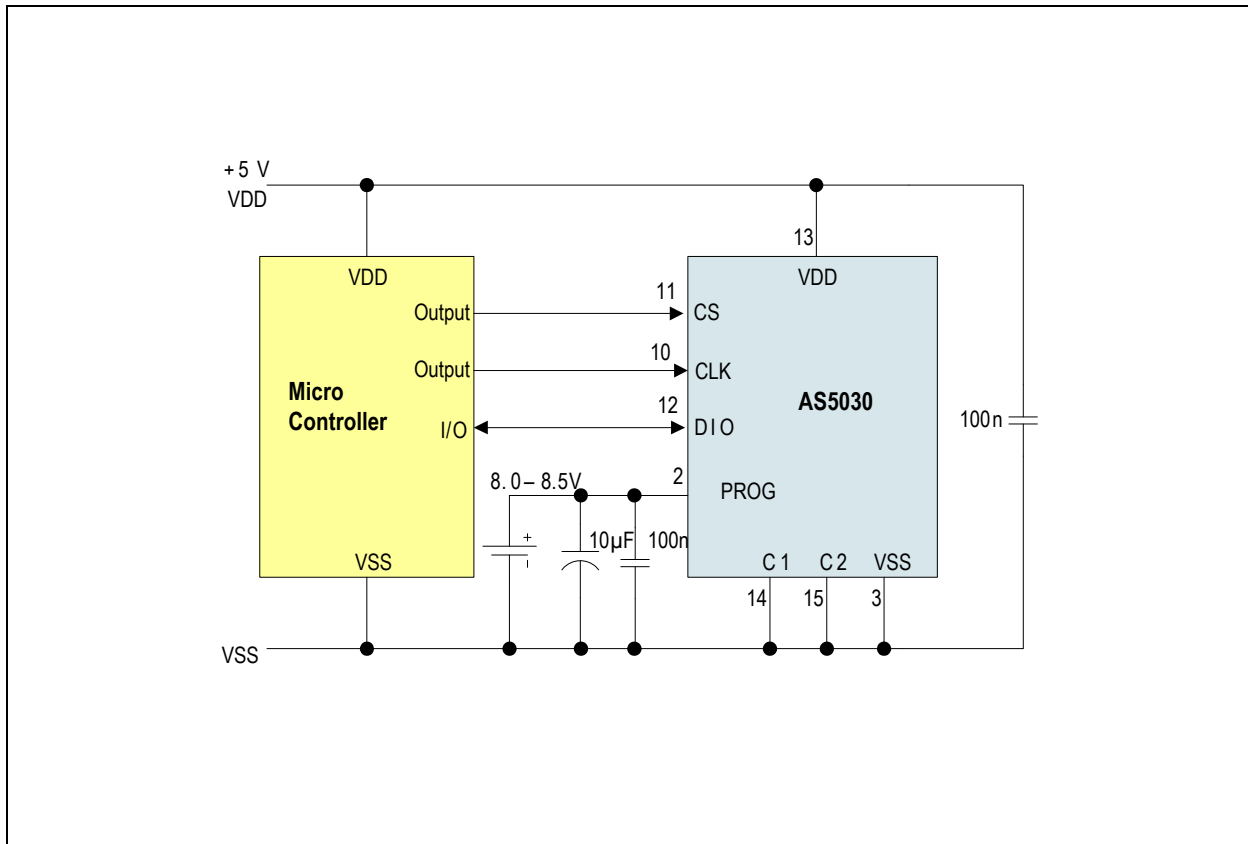 +5 V
VDD
13
VDD
VDD
Output
11
CS
Output
10
CLK
Micro
Controller
AS5030
I/O
12
DIO
100n
8.0– 8.5V
2
PROG
+
10µF
100n
-
VSS
C1
C2
VSS
14
15
3
VSS